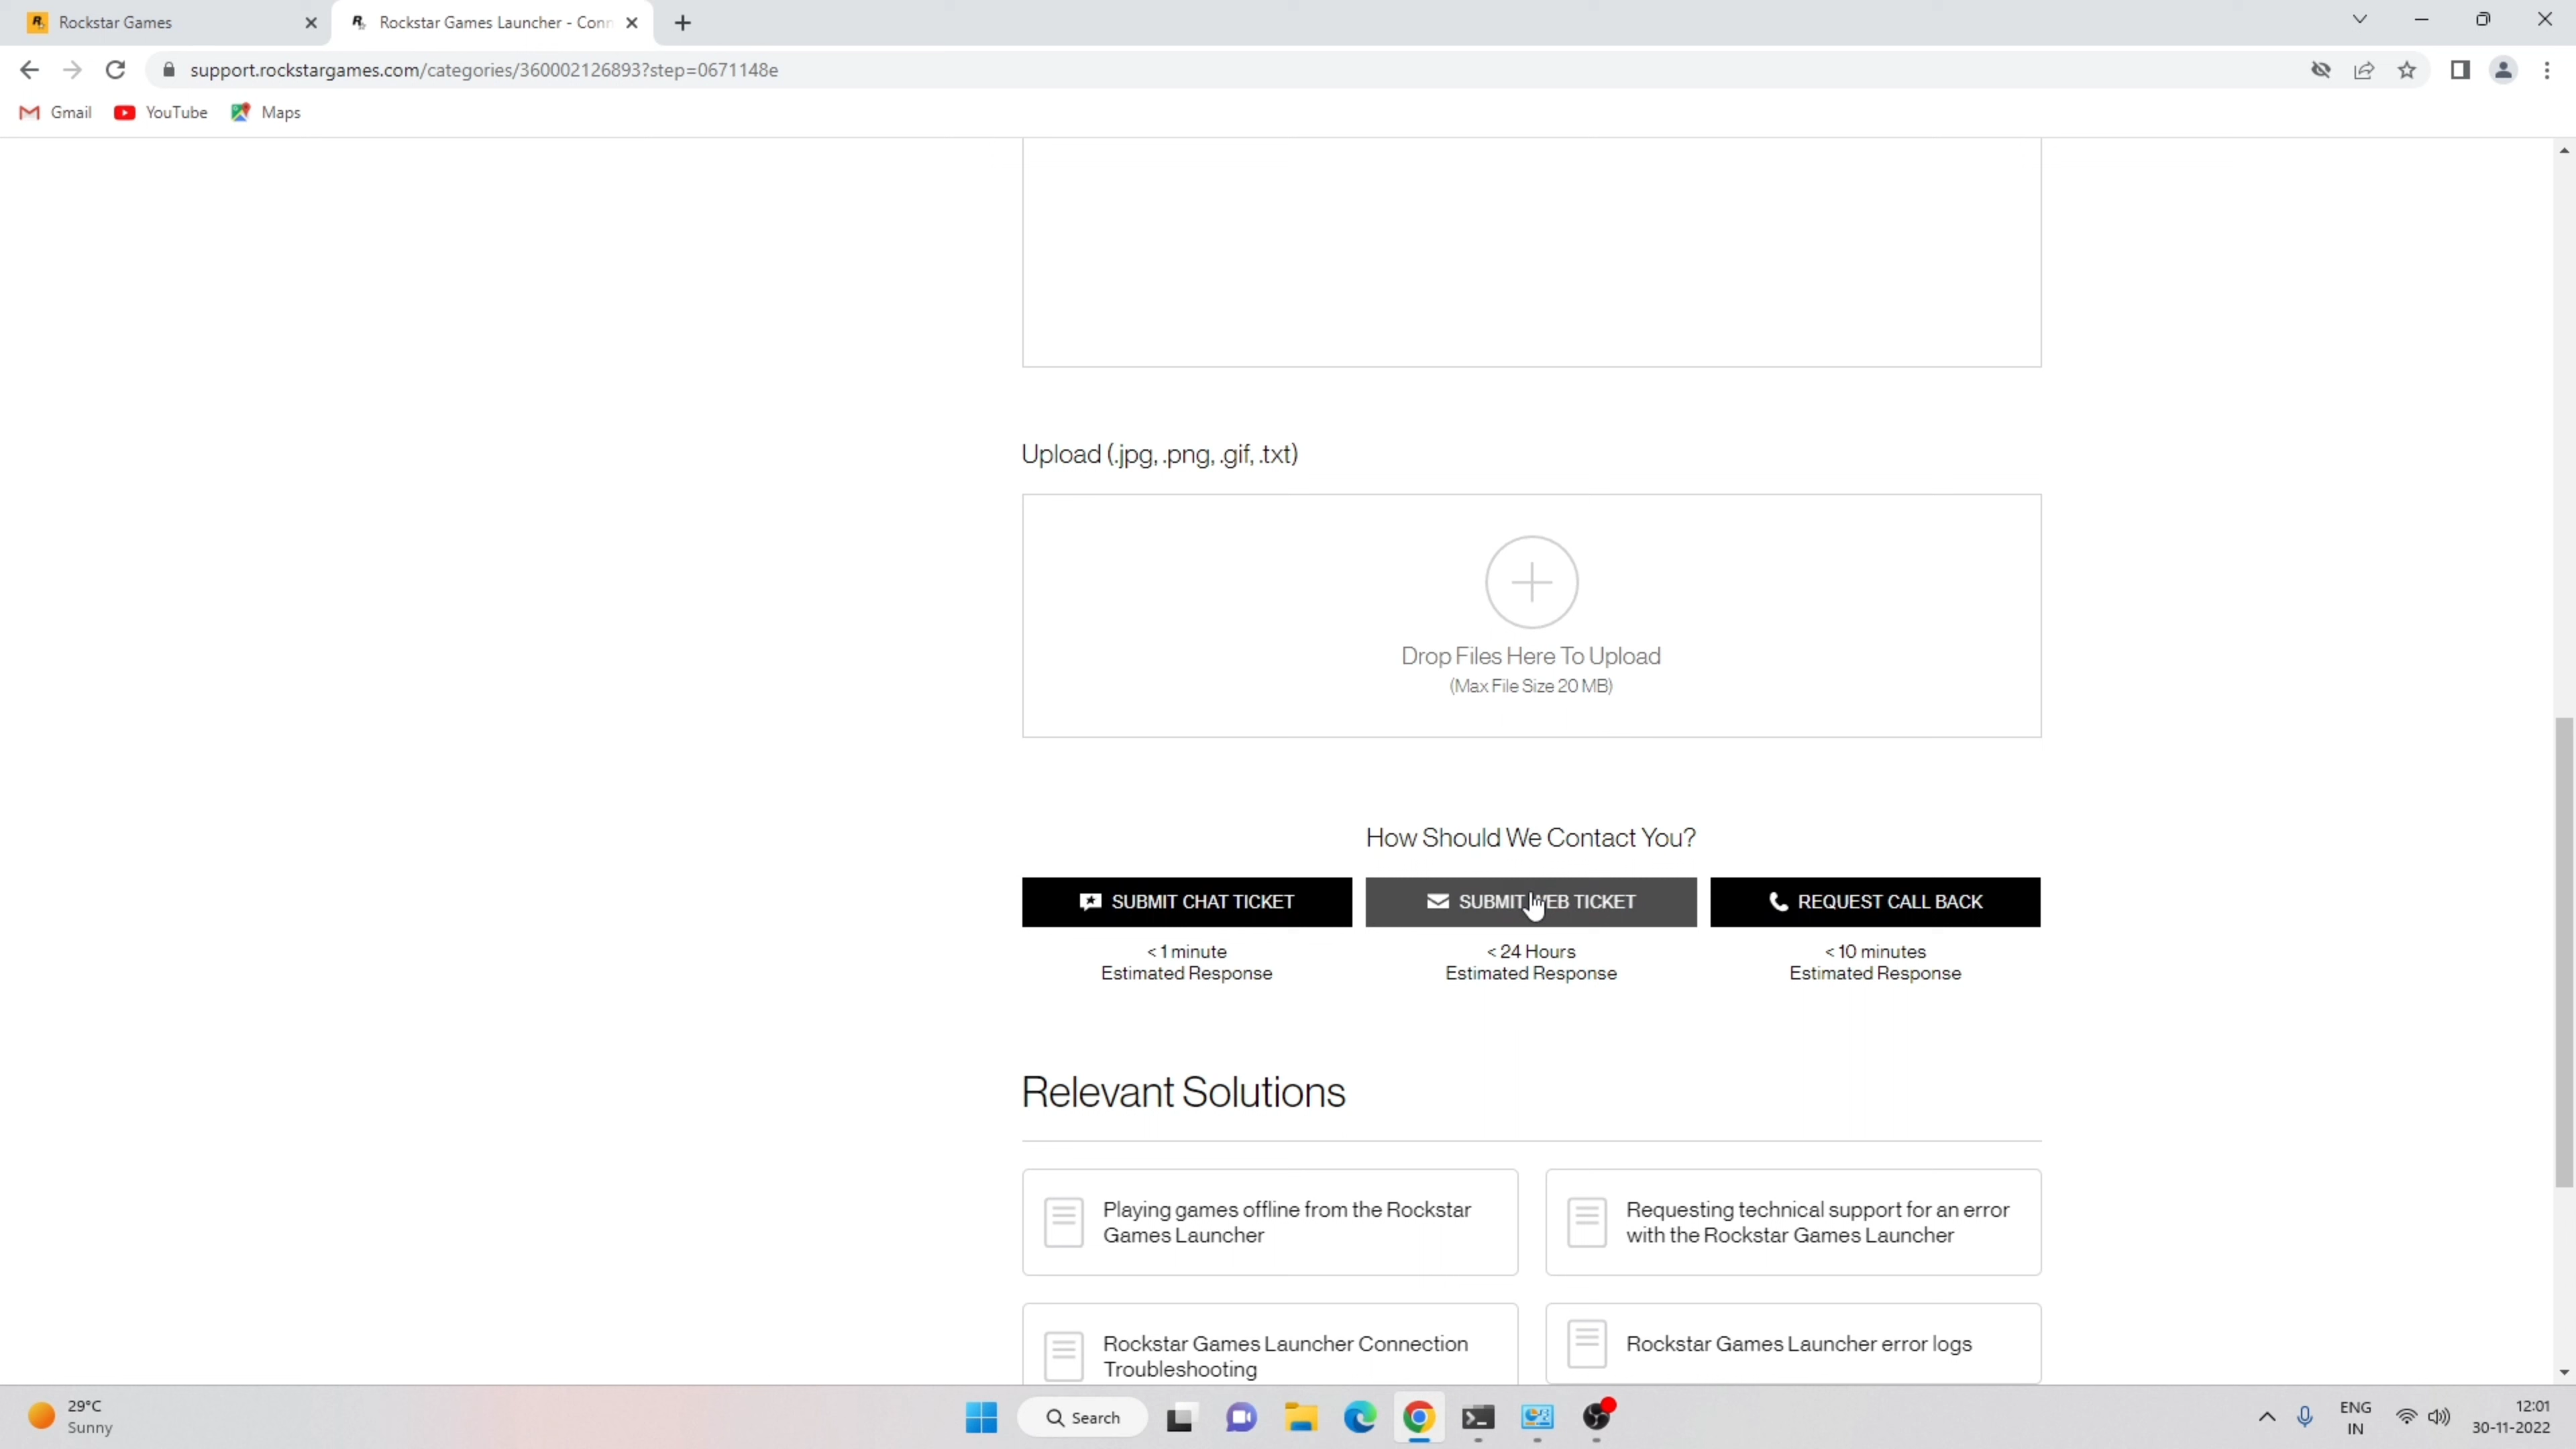 Rockstar Games
Rockstar Games Launcher - Conn
support.rockstargames.com/categories/360002126893?step=0671148e
Gmail
YouTube
Maps
Upload (.jpg, .png, .gif, .txt)
Drop Files Here To Upload
(Max File Size 20 MB)
How Should We Contact You?
SUBMIT CHAT TICKET
SUBMIT WEB TICKET
REQUEST CALL BACK
< 1 minute
Estimated Response
< 24 Hours
Estimated Response
< 10 minutes
Estimated Response
Relevant Solutions
Playing games offline from the Rockstar
Games Launcher
Requesting technical support for an error
with the Rockstar Games Launcher
Rockstar Games Launcher Connection
Troubleshooting
Rockstar Games Launcher error logs
29°C
Sunny
Search
ENG
IN
12:01
30-11-2022